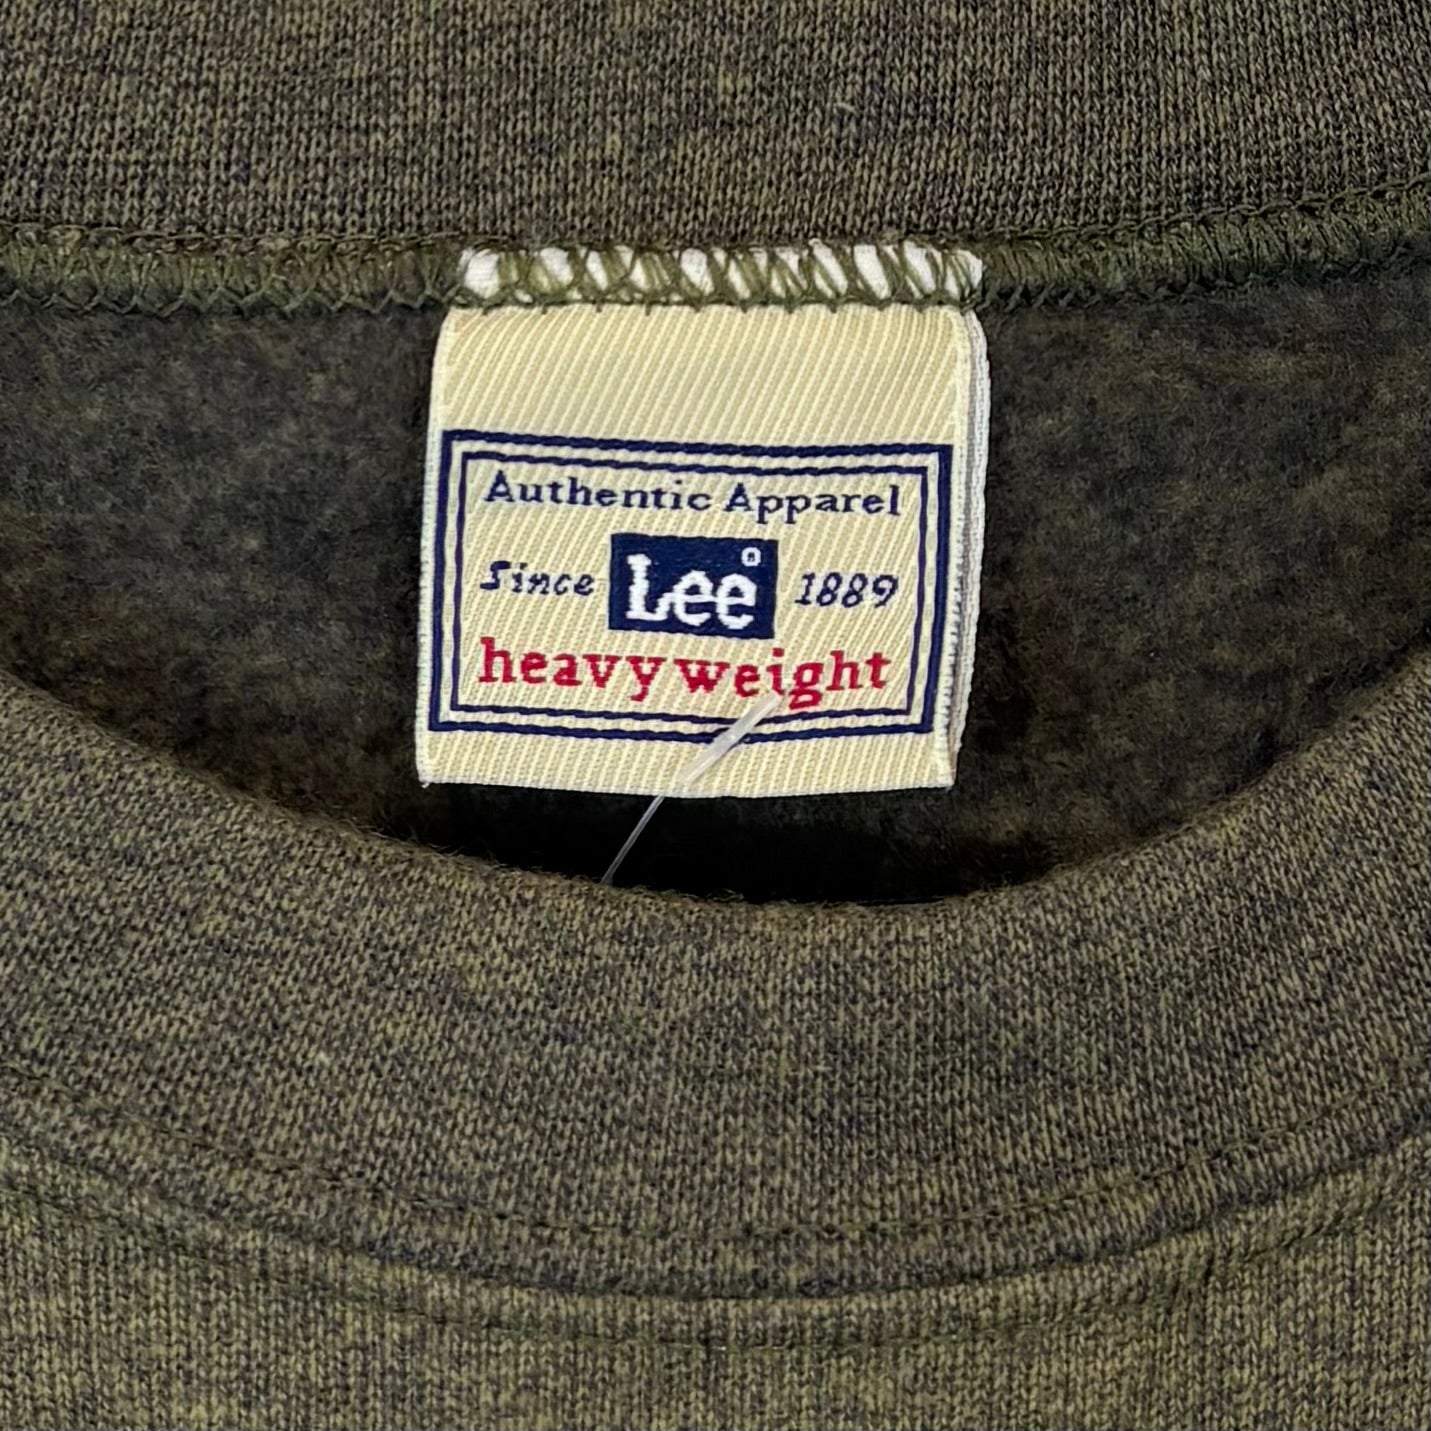 Authentic Apparel
Since Lee® 1889
heavyweight